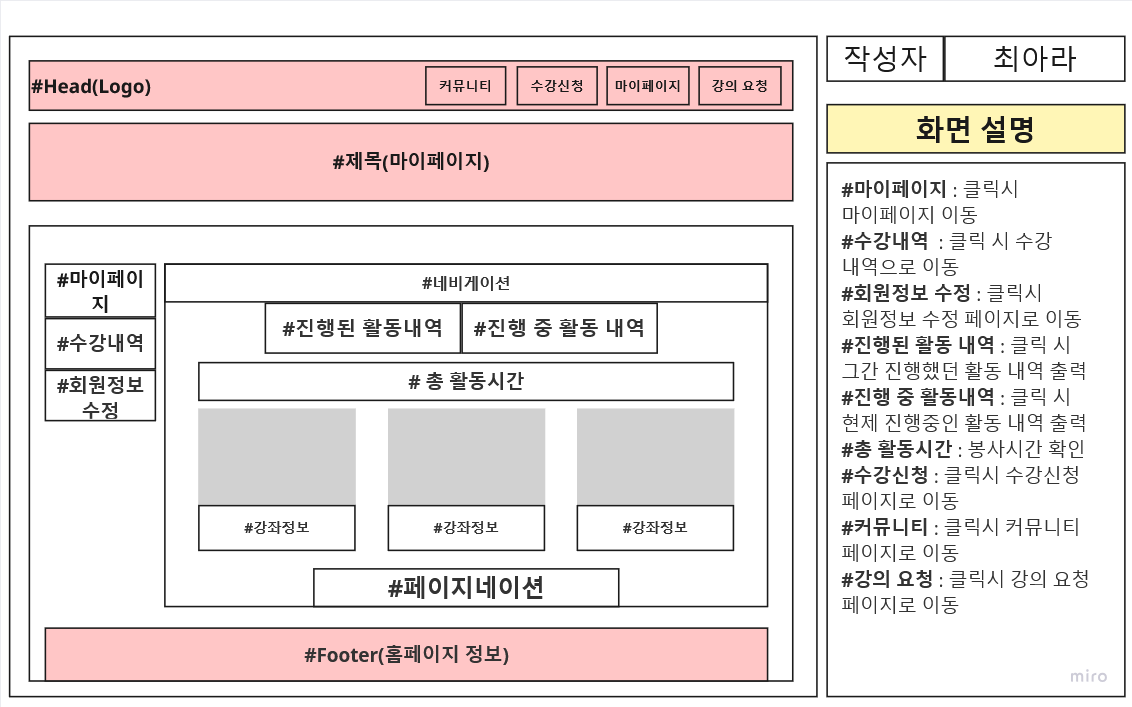 #Head(Logo)
커뮤니티
수강신청
마이페이지
강의 요청
#제목(마이페이지)
#마이페이
지
#수강내역
#회원정보
수정
#네비게이션
#진행된 활동내역
#진행 중 활동 내역
# 총 활동시간
#강좌정보
#강좌정보
#강좌정보
#페이지네이션
#Footer(홈페이지 정보)
작성자
최아라
화면 설명
#마이페이지 : 클릭시
마이페이지 이동
#수강내역 : 클릭 시 수강
내역으로 이동
#회원정보 수정 : 클릭시
회원정보 수정 페이지로 이동
#진행된 활동 내역 : 클릭 시
그간 진행했던 활동 내역 출력
#진행 중 활동내역 : 클릭 시
현제 진행중인 활동 내역 출력
#총 활동시간 : 봉사시간 확인
#수강신청 : 클릭시 수강신청
페이지로 이동
#커뮤니티 : 클릭시 커뮤니티
페이지로 이동
#강의 요청 : 클릭시 강의 요청
페이지로 이동
miro